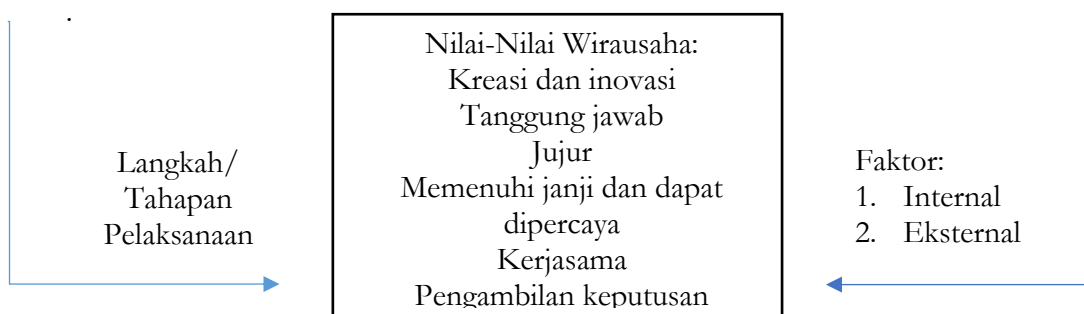 Langkah/
Tahapan
Pelaksanaan
Nilai-Nilai Wirausaha:
Kreasi dan inovasi
Tanggung jawab
Jujur
Memenuhi janji dan dapat
dipercaya
Kerjasama
Pengambilan keputusan
Faktor:
1. Internal
2. Eksternal